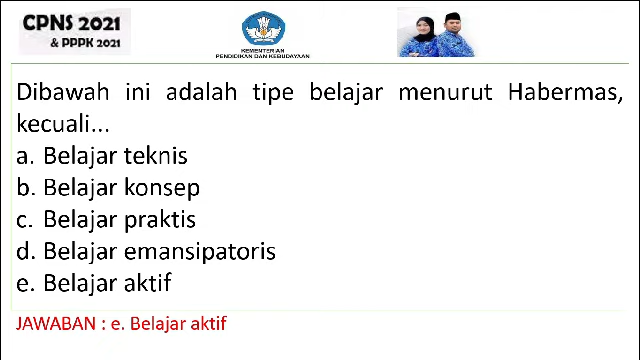 CPNS 2021
& PPPK 2021
KEMENTERIAN
PENDIDIKAN DAN KEBUDAYAAN
Dibawah ini adalah tipe belajar menurut Habermas,
kecuali...
a. Belajar teknis
b. Belajar konsep
c. Belajar praktis
d. Belajar emansipatoris
e. Belajar aktif
JAWABAN : e. Belajar aktif